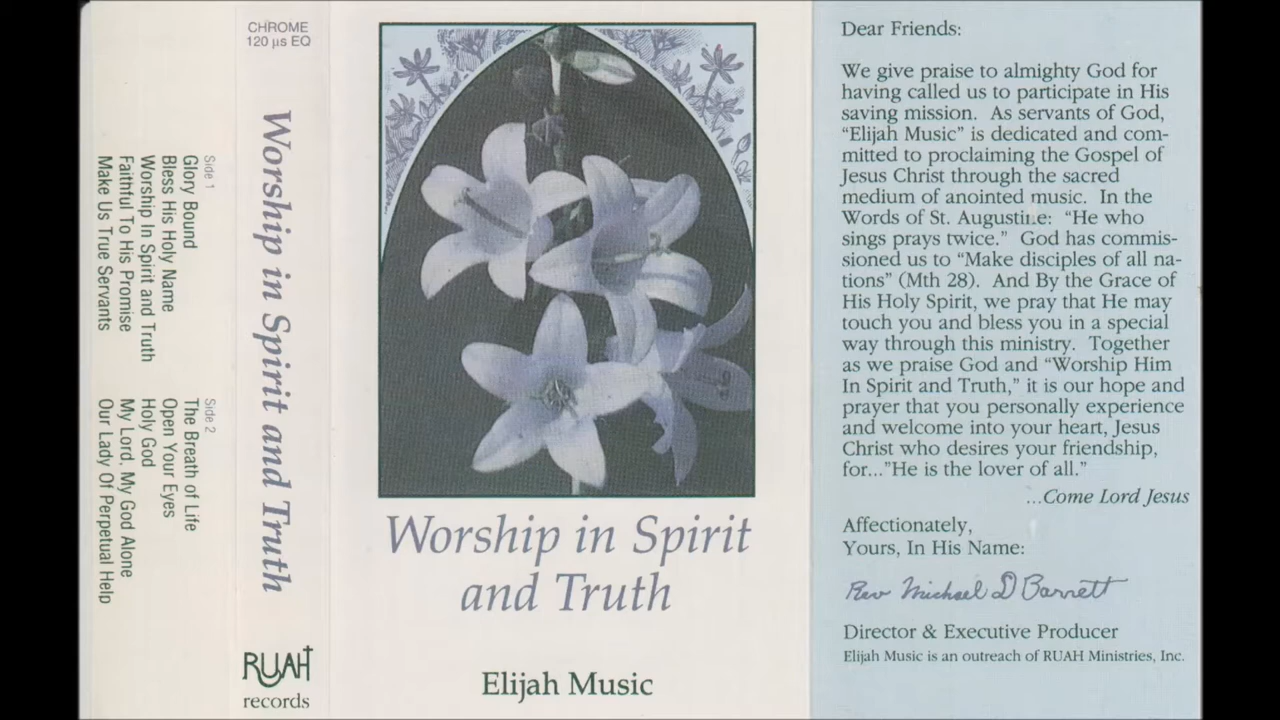 Side 1
Glory Bound
Bless His Holy Name
Worship In Spirit and Truth
Faithful To His Promise
Make Us True Servants
Side 2
The Breath of Life
Open Your Eyes
Holy God
My Lord, My God Alone
Our Lady Of Perpetual Help
CHROME
120 µs EQ
Worship in Spirit and Truth
RUAH
records
Worship in Spirit
and Truth
Elijah Music
Dear Friends:
We give praise to almighty God for
having called us to participate in His
saving mission. As servants of God,
“Elijah Music” is dedicated and com-
mitted to proclaiming the Gospel of
Jesus Christ through the sacred
medium of anointed music. In the
Words of St. Augustine: “He who
sings prays twice.” God has commis-
sioned us to “Make disciples of all na-
tions” (Mth 28). And By the Grace of
His Holy Spirit, we pray that He may
touch you and bless you in a special
way through this ministry. Together
as we praise God and “Worship Him
In Spirit and Truth,” it is our hope and
prayer that you personally experience
and welcome into your heart, Jesus
Christ who desires your friendship,
for..."He is the lover of all.”
...Come Lord Jesus
Affectionately,
Yours, In His Name:
Rev Michael D Barrett
Director & Executive Producer
Elijah Music is an outreach of RUAH Ministries, Inc.